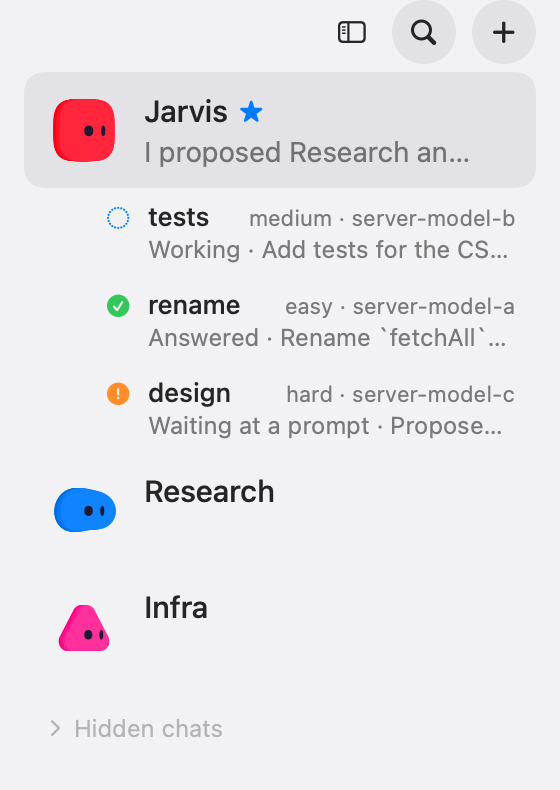 Jarvis
I proposed Research an...
tests medium · server-model-b
Working · Add tests for the CS...
rename easy · server-model-a
Answered · Rename `fetchAll`...
design hard · server-model-c
Waiting at a prompt · Propose...
Research
Infra
Hidden chats